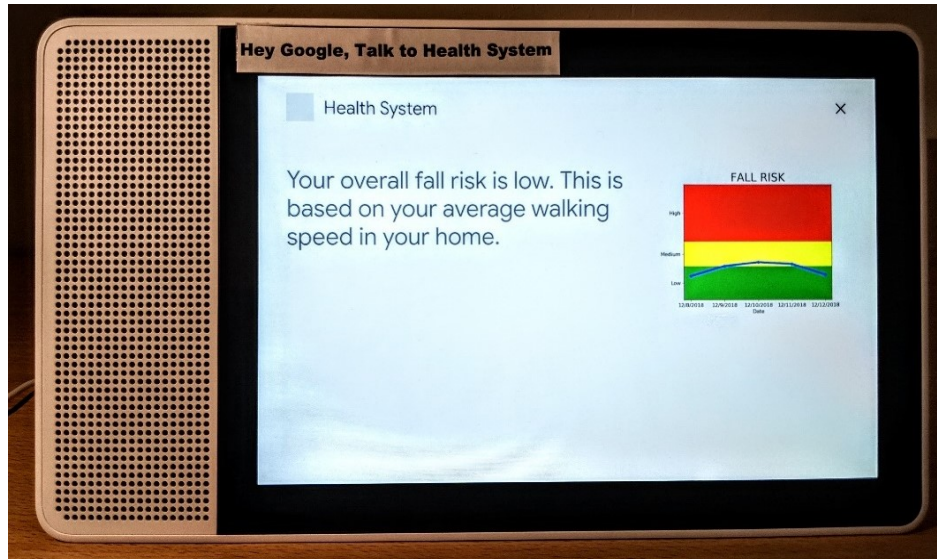 Hey Google, Talk to Health System
Health System
×
Your overall fall risk is low. This is
based on your average walking
speed in your home.
FALL RISK
High
Medium
Low
12/8/2018 12/9/2018 12/10/2018 12/11/2018 12/12/2018
Date